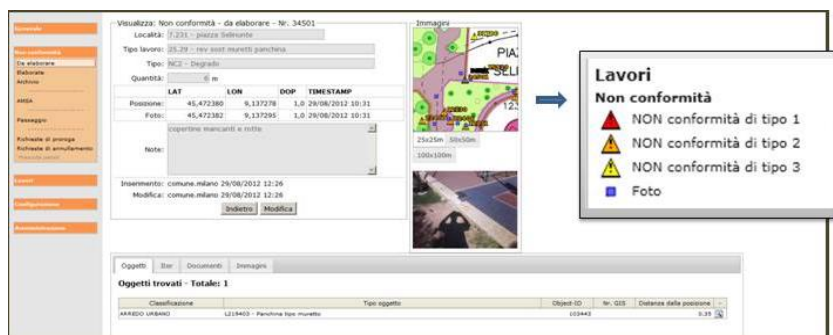 Generale
Non conformità
Da elaborare
Elaborate
Archivio
AMSA
Passaggio
Richieste di proroga
Richieste di annullamento
Lavori
Configurazione
Amministrazione
Visualizza: Non conformità - da elaborare - Nr. 34501
Località: 7.231 - piazza Selinunte
Tipo lavoro: 25.29 - rev sost muretti panchina
Tipo: NC2 - Degrado
Quantità: 6 m
LAT LON DOP TIMESTAMP
Posizione: 45,472380 9,137278 1,0 29/08/2012 10:31
Foto: 45,472382 9,137295 1,0 29/08/2012 10:31
Note: copertine mancanti e rotte
Inserimento: comune.milano 29/08/2012 12:26
Modifica: comune.milano 29/08/2012 12:26
Indietro Modifica
Immagini
PIA
SELI
25x25m 50x50m
100x100m
Lavori
Non conformità
NON conformità di tipo 1
NON conformità di tipo 2
NON conformità di tipo 3
Foto
Oggetti Bar Documenti Immagini
Oggetti trovati - Totale: 1
Classificazione Tipo oggetto Object-ID Nr. GIS Distanza dalla posizione -
ARREDO URBANO L219403 - Panchina tipo muretto 103443 0.35